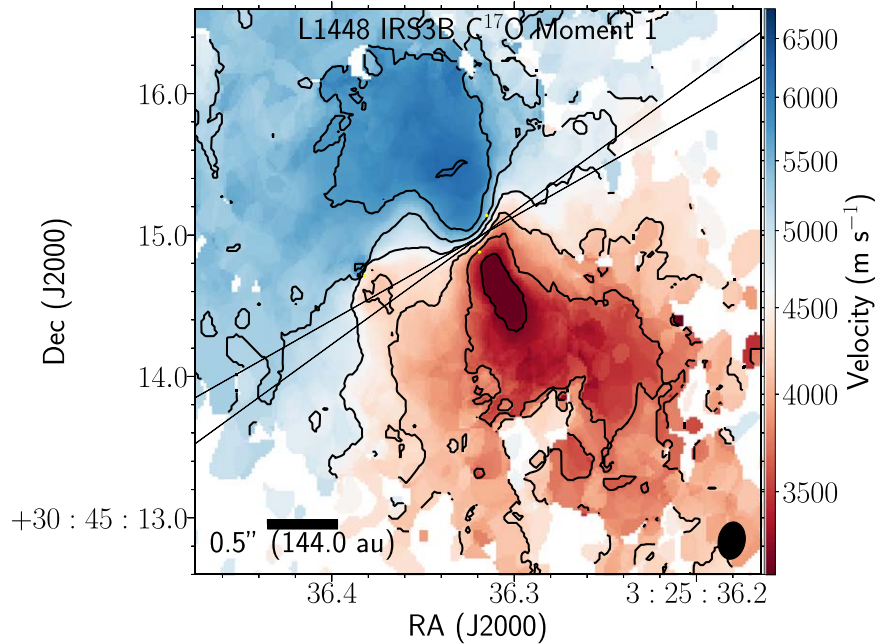 L1448 IRS3B C¹⁷O Moment 1
16.0
15.0
14.0
+30 : 45 : 13.0
Dec (J2000)
0.5" (144.0 au)
36.4
36.3
3 : 25 : 36.2
RA (J2000)
6500
6000
5500
5000
4500
4000
3500
Velocity (m s⁻¹)